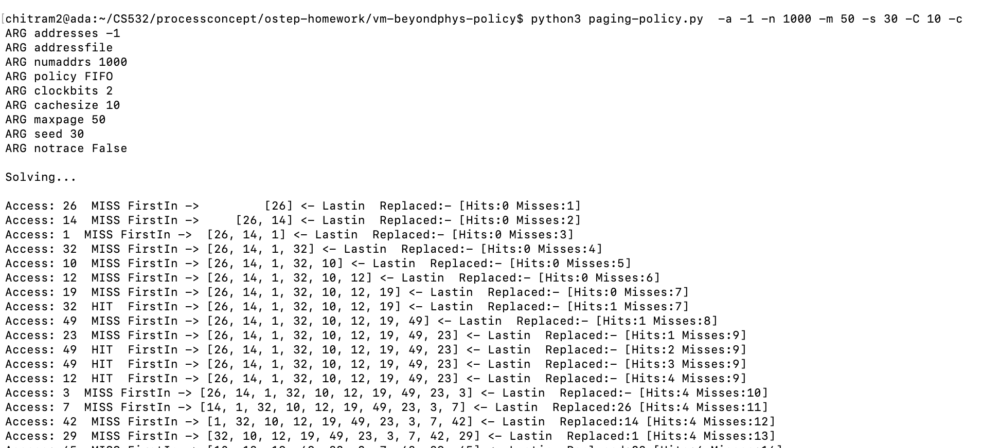 [chitram2@ada:~/CS532/processconcept/ostep-homework/vm-beyondphys-policy$ python3 paging-policy.py  -a -1 -n 1000 -m 50 -s 30 -C 10 -c
ARG addresses -1
ARG addressfile
ARG numaddrs 1000
ARG policy FIFO
ARG clockbits 2
ARG cachesize 10
ARG maxpage 50
ARG seed 30
ARG notrace False
Solving...
Access: 26  MISS FirstIn ->         [26] <- Lastin  Replaced:- [Hits:0 Misses:1]
Access: 14  MISS FirstIn ->     [26, 14] <- Lastin  Replaced:- [Hits:0 Misses:2]
Access: 1  MISS FirstIn ->  [26, 14, 1] <- Lastin  Replaced:- [Hits:0 Misses:3]
Access: 32  MISS FirstIn -> [26, 14, 1, 32] <- Lastin  Replaced:- [Hits:0 Misses:4]
Access: 10  MISS FirstIn -> [26, 14, 1, 32, 10] <- Lastin  Replaced:- [Hits:0 Misses:5]
Access: 12  MISS FirstIn -> [26, 14, 1, 32, 10, 12] <- Lastin  Replaced:- [Hits:0 Misses:6]
Access: 19  MISS FirstIn -> [26, 14, 1, 32, 10, 12, 19] <- Lastin  Replaced:- [Hits:0 Misses:7]
Access: 32  HIT  FirstIn -> [26, 14, 1, 32, 10, 12, 19] <- Lastin  Replaced:- [Hits:1 Misses:7]
Access: 49  MISS FirstIn -> [26, 14, 1, 32, 10, 12, 19, 49] <- Lastin  Replaced:- [Hits:1 Misses:8]
Access: 23  MISS FirstIn -> [26, 14, 1, 32, 10, 12, 19, 49, 23] <- Lastin  Replaced:- [Hits:1 Misses:9]
Access: 49  HIT  FirstIn -> [26, 14, 1, 32, 10, 12, 19, 49, 23] <- Lastin  Replaced:- [Hits:2 Misses:9]
Access: 49  HIT  FirstIn -> [26, 14, 1, 32, 10, 12, 19, 49, 23] <- Lastin  Replaced:- [Hits:3 Misses:9]
Access: 12  HIT  FirstIn -> [26, 14, 1, 32, 10, 12, 19, 49, 23] <- Lastin  Replaced:- [Hits:4 Misses:9]
Access: 3  MISS FirstIn -> [26, 14, 1, 32, 10, 12, 19, 49, 23, 3] <- Lastin  Replaced:- [Hits:4 Misses:10]
Access: 7  MISS FirstIn -> [14, 1, 32, 10, 12, 19, 49, 23, 3, 7] <- Lastin  Replaced:26 [Hits:4 Misses:11]
Access: 42  MISS FirstIn -> [1, 32, 10, 12, 19, 49, 23, 3, 7, 42] <- Lastin  Replaced:14 [Hits:4 Misses:12]
Access: 29  MISS FirstIn -> [32, 10, 12, 19, 49, 23, 3, 7, 42, 29] <- Lastin  Replaced:1 [Hits:4 Misses:13]